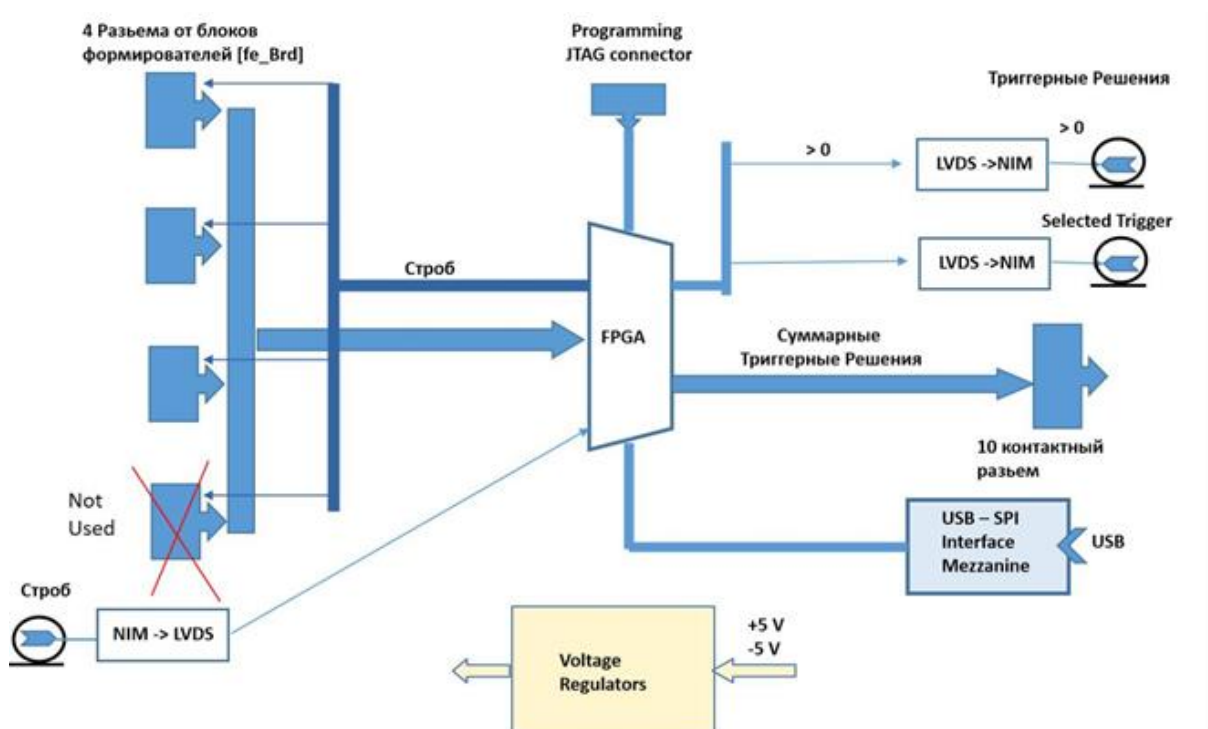 4 Разьема от блоков
формирователей [fe_Brd]
Programming
JTAG connector
Триггерные Решения
> 0
> 0
LVDS ->NIM
Selected Trigger
LVDS ->NIM
Строб
FPGA
Суммарные
Триггерные Решения
10 контактный
разьем
Not
Used
USB – SPI
Interface
Mezzanine
USB
Строб
NIM -> LVDS
+5 V
-5 V
Voltage
Regulators